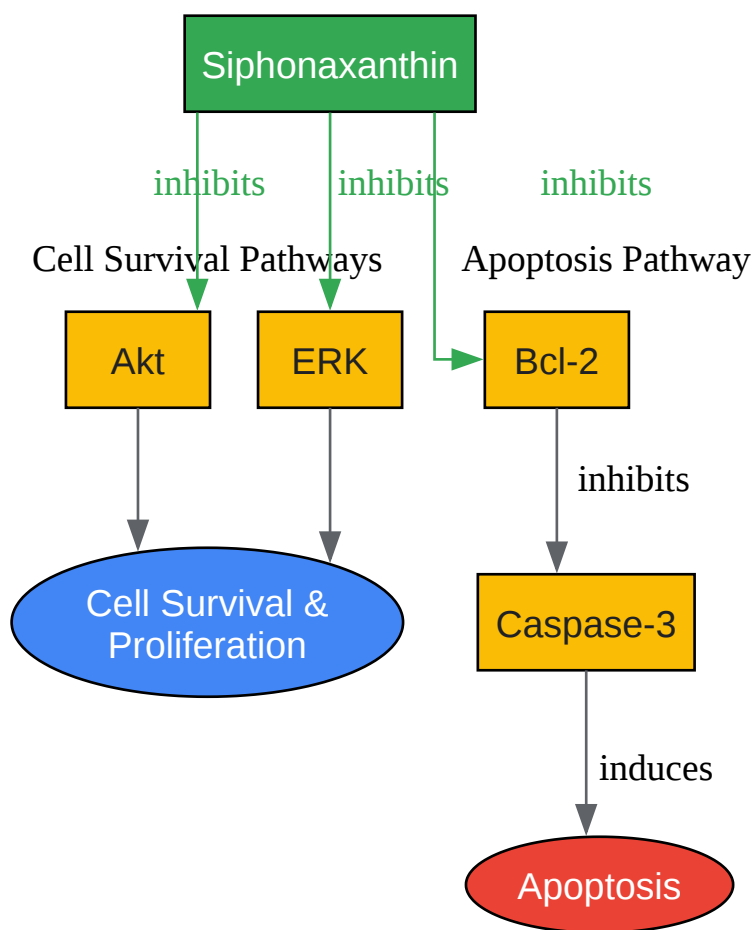 Siphonaxanthin
inhibits
inhibits
inhibits
Cell Survival Pathways
Apoptosis Pathway
Akt
ERK
Bcl-2
inhibits
Cell Survival &
Proliferation
Caspase-3
induces
Apoptosis